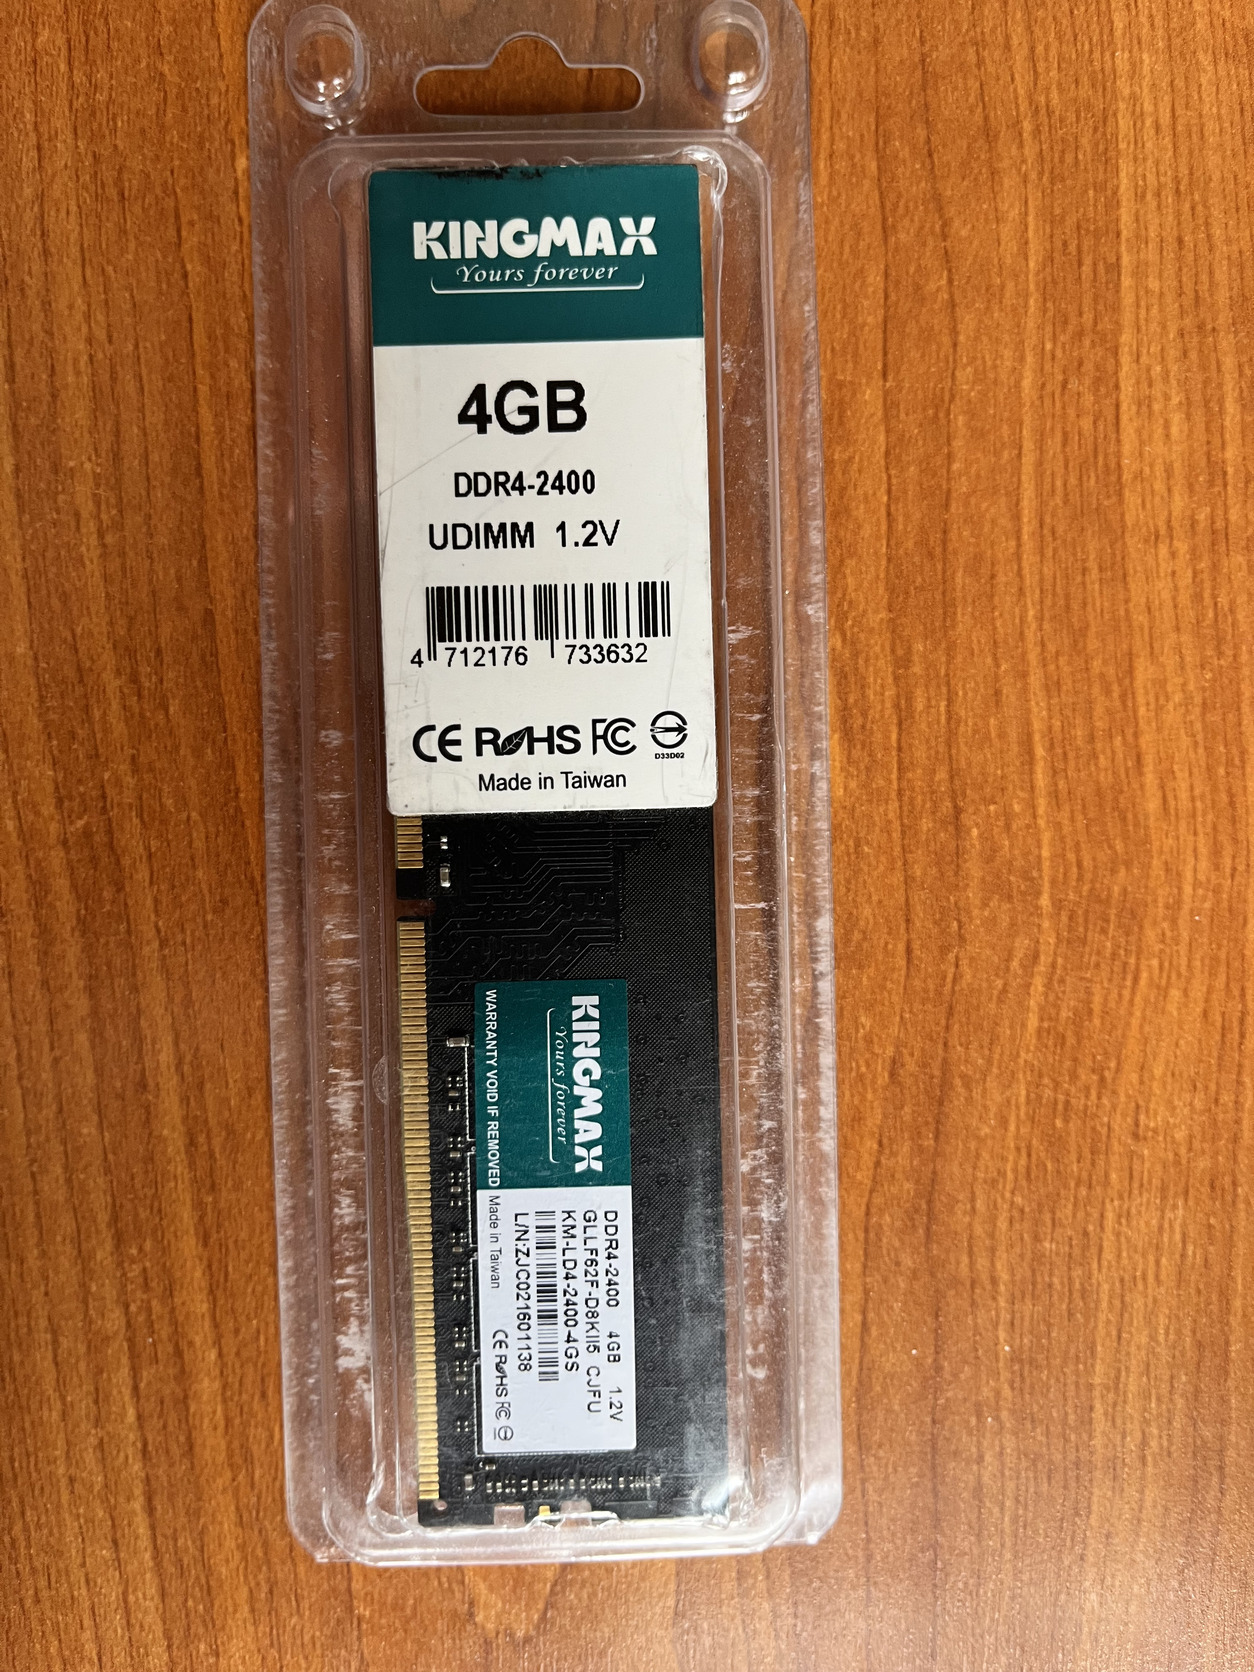 KINGMAX
Yours forever
4GB
DDR4-2400
UDIMM 1.2V
4 712176 733632
CE RoHS FC
D33D02
Made in Taiwan
KINGMAX
Yours forever
WARRANTY VOID IF REMOVED
DDR4-2400 4GB 1.2V
GLLF62F-D8KII5 CJFU
KM-LD4-2400-4GS
L/N:ZJC021601138
Made in Taiwan CE RoHS FC